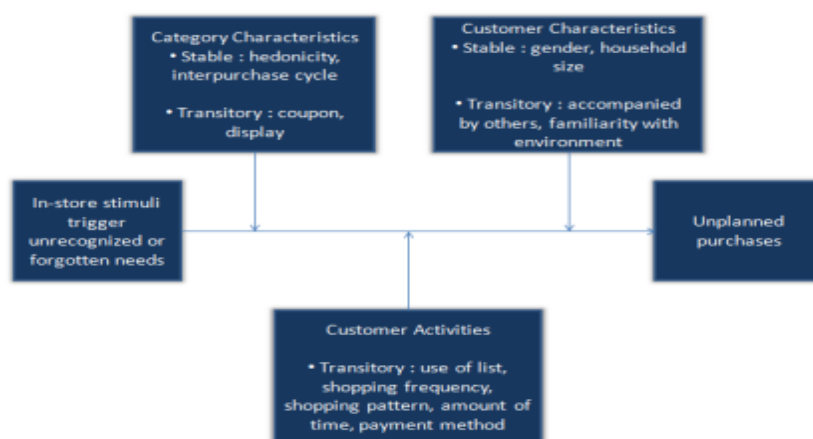 Category Characteristics
• Stable : hedonicity,
interpurchase cycle
• Transitory : coupon,
display
Customer Characteristics
• Stable : gender, household
size
• Transitory : accompanied
by others, familiarity with
environment
In-store stimuli
trigger
unrecognized or
forgotten needs
Unplanned
purchases
Customer Activities
• Transitory : use of list,
shopping frequency,
shopping pattern, amount of
time, payment method